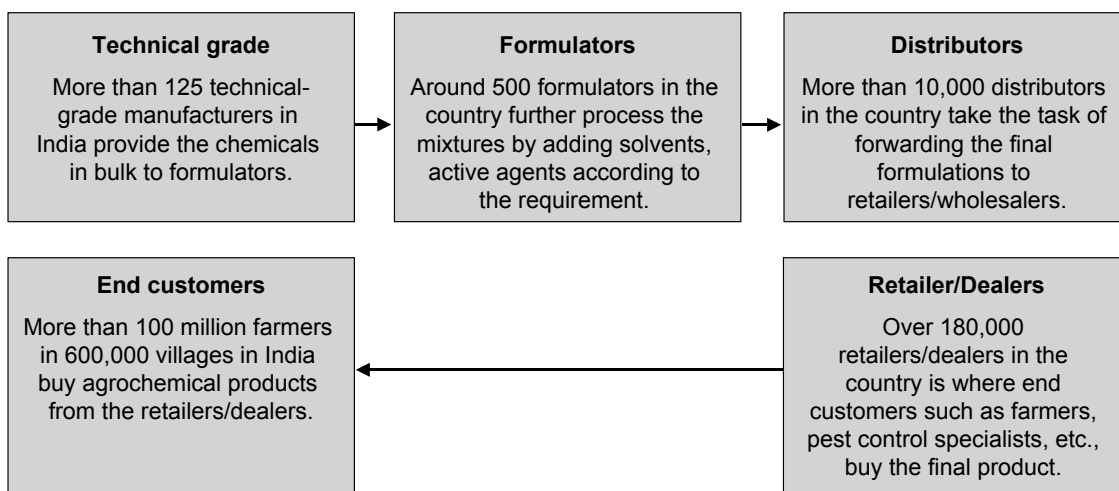 Technical grade
More than 125 technical-
grade manufacturers in
India provide the chemicals
in bulk to formulators.
Formulators
Around 500 formulators in the
country further process the
mixtures by adding solvents,
active agents according to
the requirement.
Distributors
More than 10,000 distributors
in the country take the task of
forwarding the final
formulations to
retailers/wholesalers.
Retailer/Dealers
Over 180,000
retailers/dealers in the
country is where end
customers such as farmers,
pest control specialists, etc.,
buy the final product.
End customers
More than 100 million farmers
in 600,000 villages in India
buy agrochemical products
from the retailers/dealers.